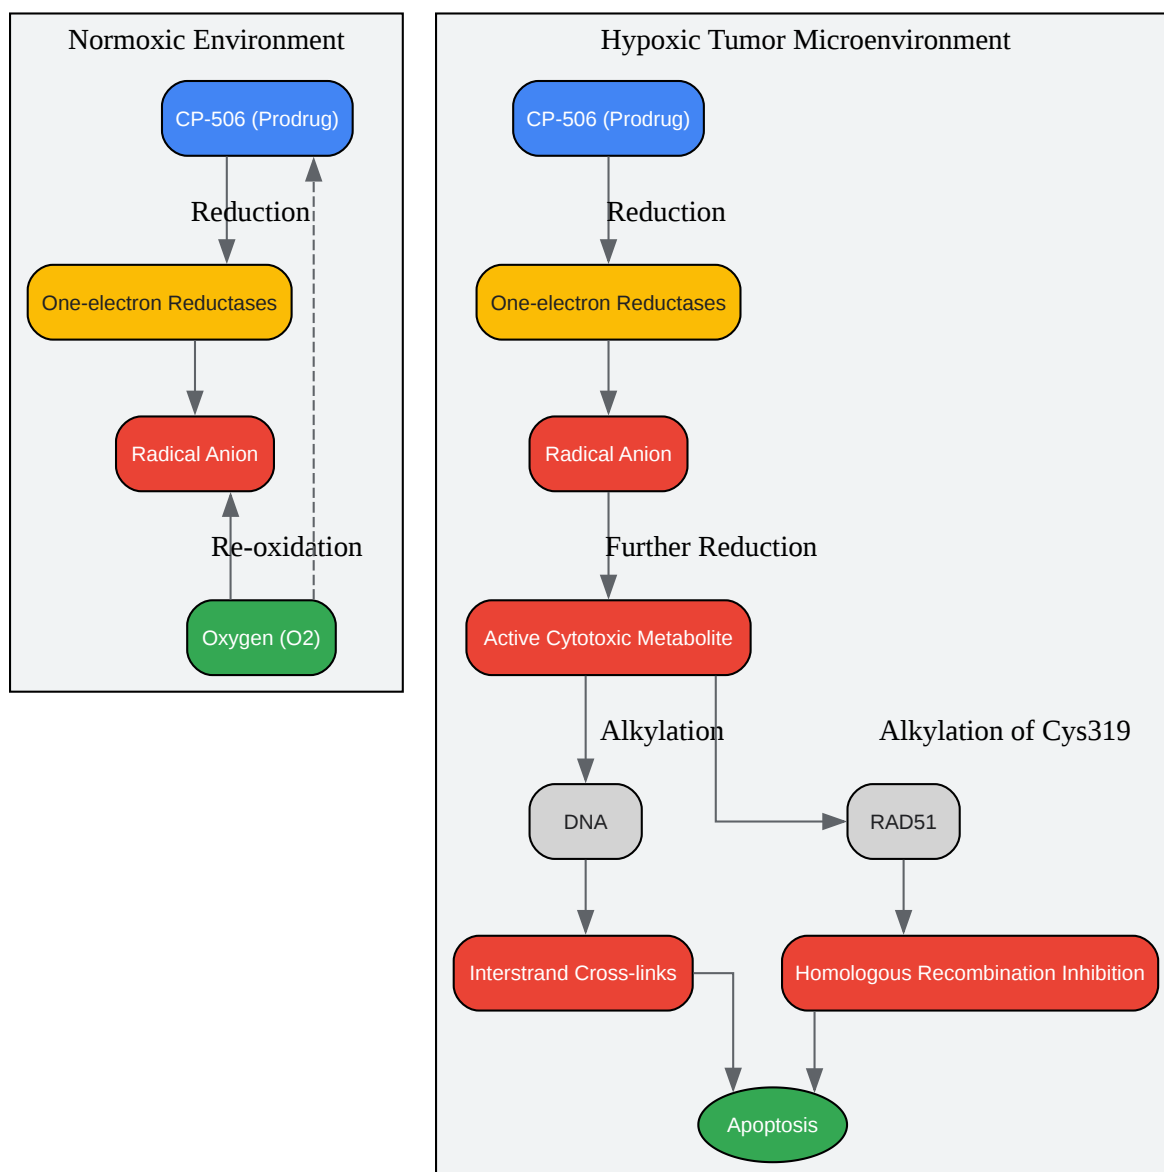 Normoxic Environment
CP-506 (Prodrug)
Reduction
One-electron Reductases
Radical Anion
Re-oxidation
Oxygen (O2)
Hypoxic Tumor Microenvironment
CP-506 (Prodrug)
Reduction
One-electron Reductases
Radical Anion
Further Reduction
Active Cytotoxic Metabolite
Alkylation
Alkylation of Cys319
DNA
RAD51
Interstrand Cross-links
Homologous Recombination Inhibition
Apoptosis